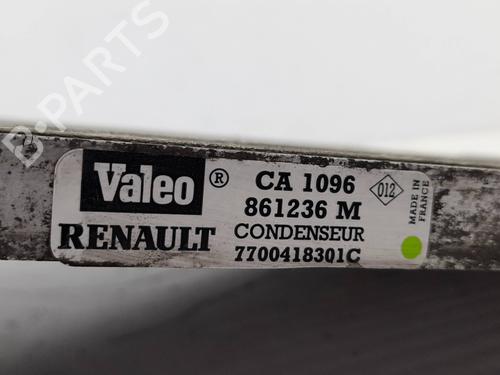 B-PARTS
Valeo ® CA 1096
861236 M
RENAULT CONDENSEUR
7700418301C
012
MADE IN
FRANCE